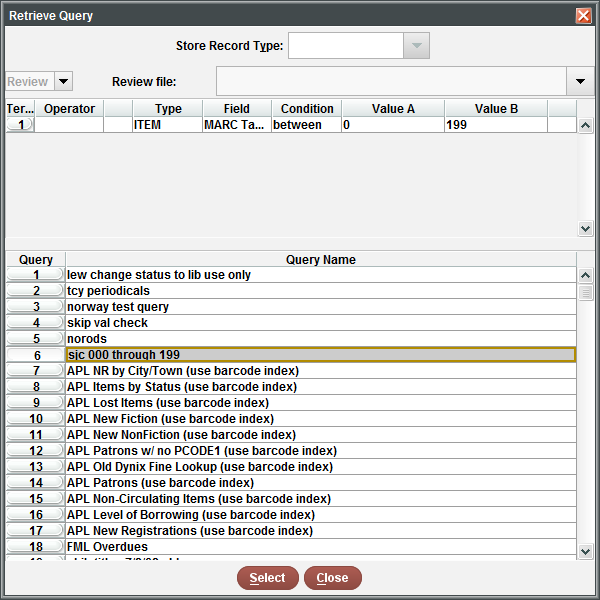 Retrieve Query
Store Record Type:
Review
Review file:
Ter... Operator Type Field Condition Value A Value B
1 ITEM MARC Ta... between 0 199
Query Query Name
1 lew change status to lib use only
2 tcy periodicals
3 norway test query
4 skip val check
5 norods
6 sjc 000 through 199
7 APL NR by City/Town (use barcode index)
8 APL Items by Status (use barcode index)
9 APL Lost Items (use barcode index)
10 APL New Fiction (use barcode index)
11 APL New NonFiction (use barcode index)
12 APL Patrons w/ no PCODE1 (use barcode index)
13 APL Old Dynix Fine Lookup (use barcode index)
14 APL Patrons (use barcode index)
15 APL Non-Circulating Items (use barcode index)
16 APL Level of Borrowing (use barcode index)
17 APL New Registrations (use barcode index)
18 FML Overdues
Select Close